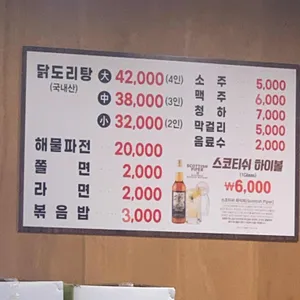 닭도리탕 大 42,000 (4인)
(국내산) 中 38,000 (3인)
小 32,000 (2인)
해물파전 20,000
쫄 면 2,000
라 면 2,000
볶음밥 3,000
소 주 5,000
맥 주 6,000
청 하 7,000
막걸리 5,000
음료수 2,000
스코티쉬 하이볼
₩6,000